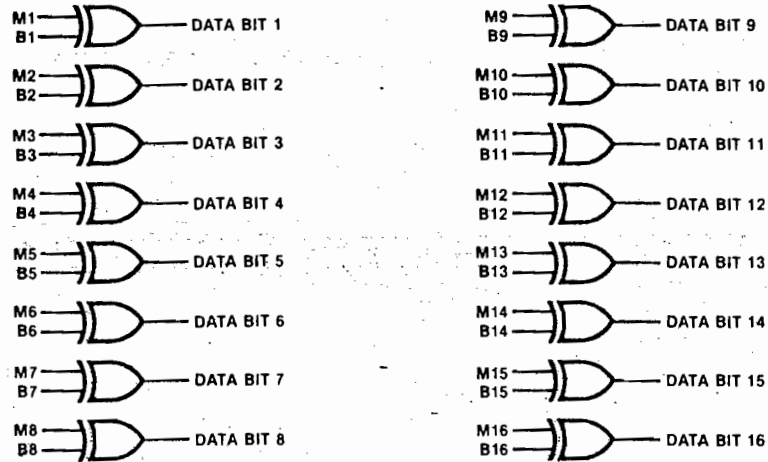 M1
B1
DATA BIT 1
M2
B2
DATA BIT 2
M3
B3
DATA BIT 3
M4
B4
DATA BIT 4
M5
B5
DATA BIT 5
M6
B6
DATA BIT 6
M7
B7
DATA BIT 7
M8
B8
DATA BIT 8
M9
B9
DATA BIT 9
M10
B10
DATA BIT 10
M11
B11
DATA BIT 11
M12
B12
DATA BIT 12
M13
B13
DATA BIT 13
M14
B14
DATA BIT 14
M15
B15
DATA BIT 15
M16
B16
DATA BIT 16